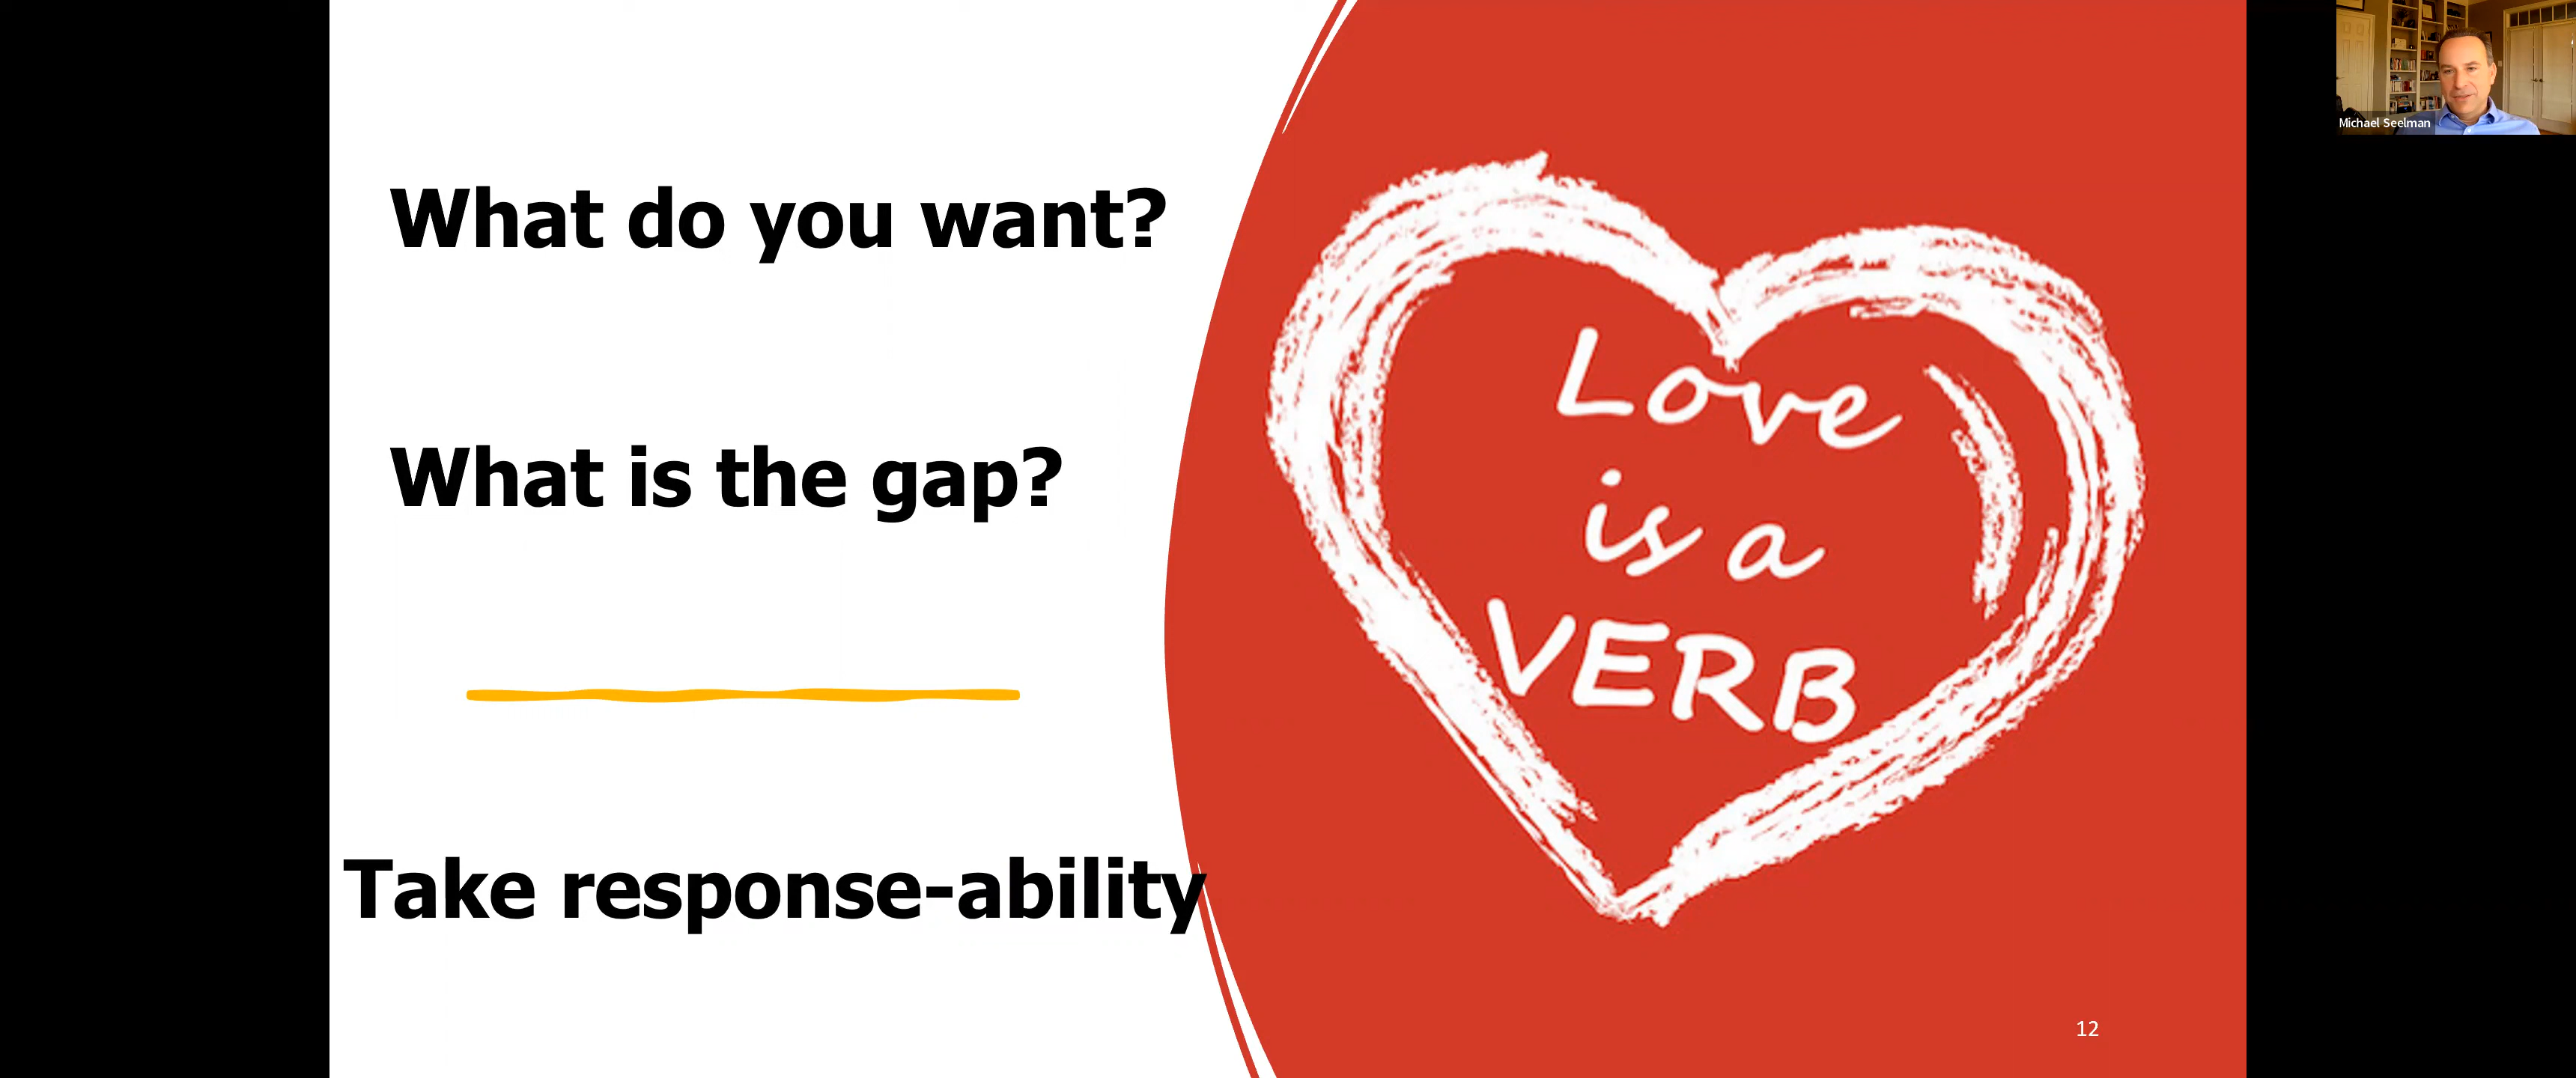 What do you want?
What is the gap?
Take response-ability
Love
is a
VERB
12
Michael Seelman